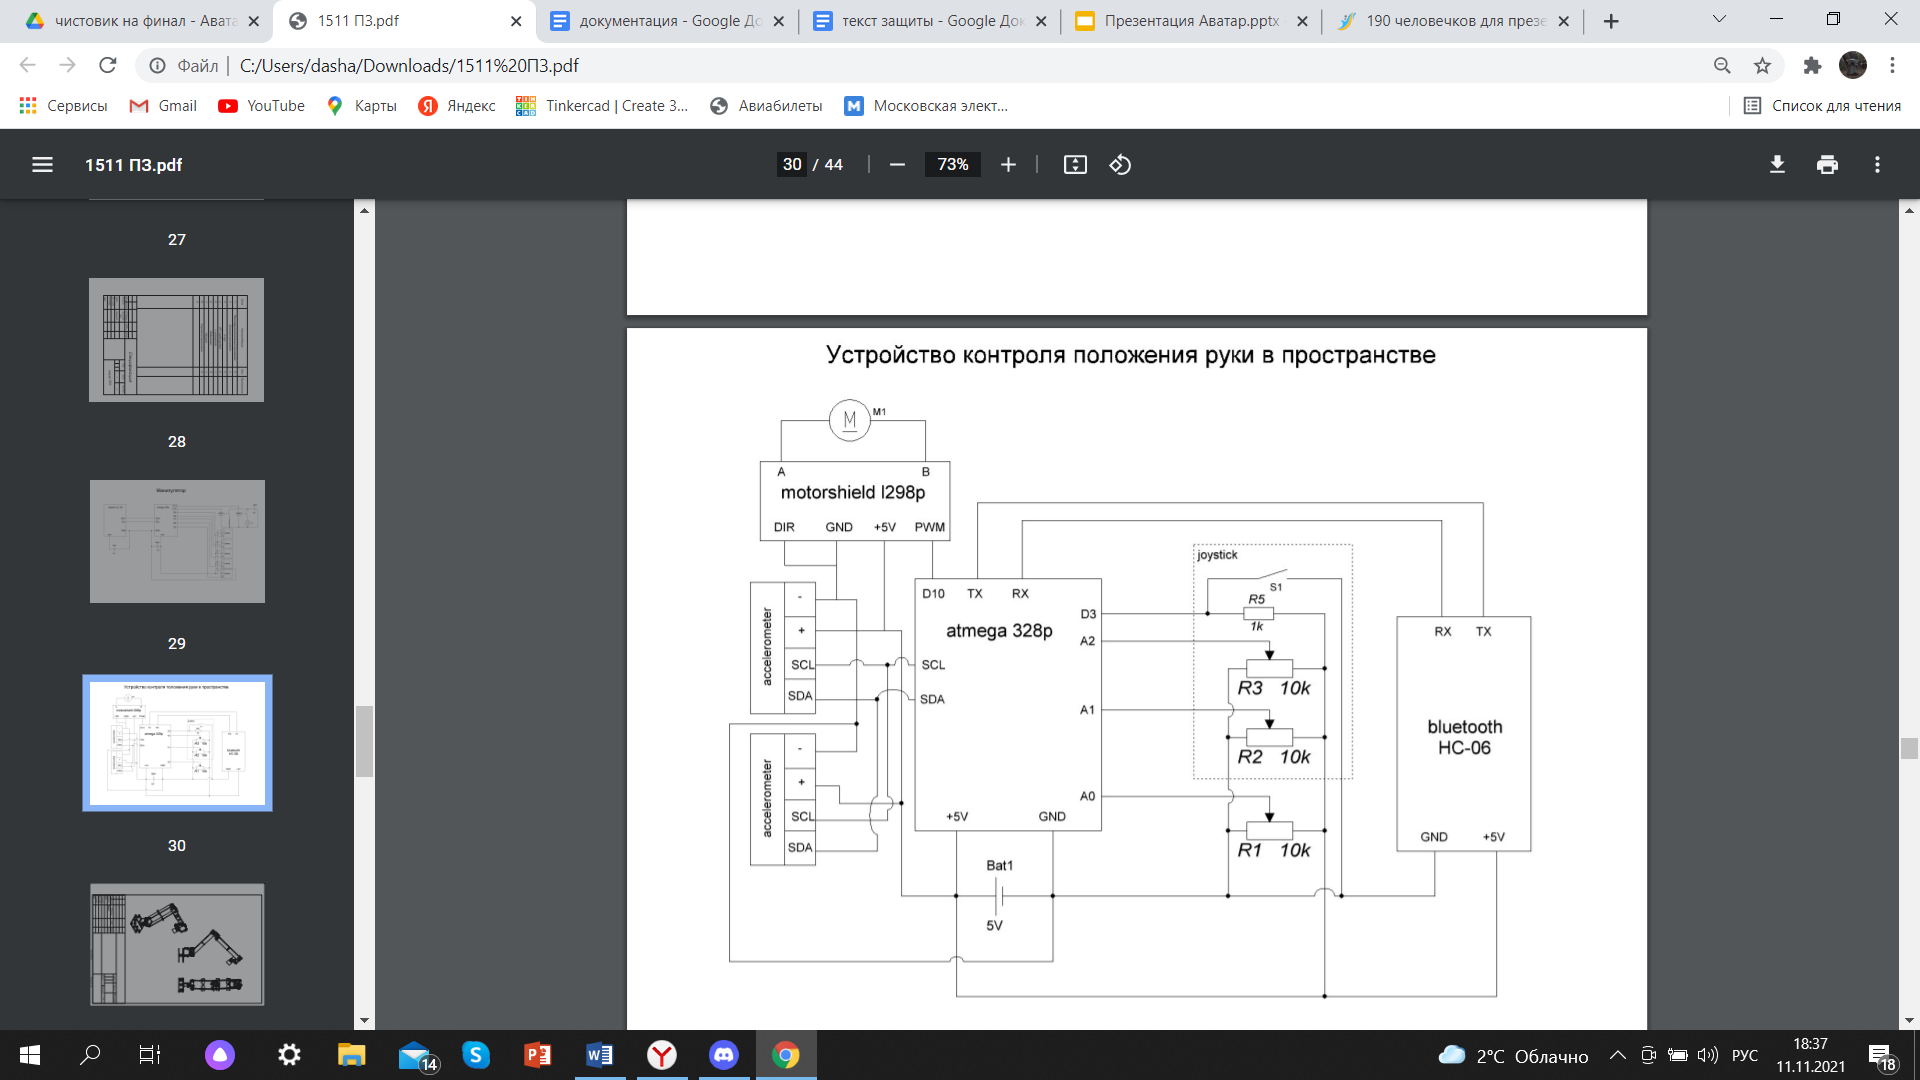 чистовик на финал - Авата
1511 ПЗ.pdf
документация - Google До
текст защиты - Google Док
Презентация Аватар.pptx
190 человечков для презе
Файл | C:/Users/dasha/Downloads/1511%20ПЗ.pdf
Сервисы
Gmail
YouTube
Карты
Яндекс
Tinkercad | Create 3...
Авиабилеты
Московская элект...
Список для чтения
1511 ПЗ.pdf
30 / 44
73%
27
28
29
30
Устройство контроля положения руки в пространстве
M
M1
A B
motorshield l298p
DIR GND +5V PWM
accelerometer
-
+
SCL
SDA
accelerometer
-
+
SCL
SDA
D10 TX RX
atmega 328p
SCL
SDA
D3
A2
A1
A0
+5V GND
Bat1
5V
joystick
S1
R5
1k
R3 10k
R2 10k
R1 10k
RX TX
bluetooth
HC-06
GND +5V
14
2°C Облачно
РУС
18:37
11.11.2021
18